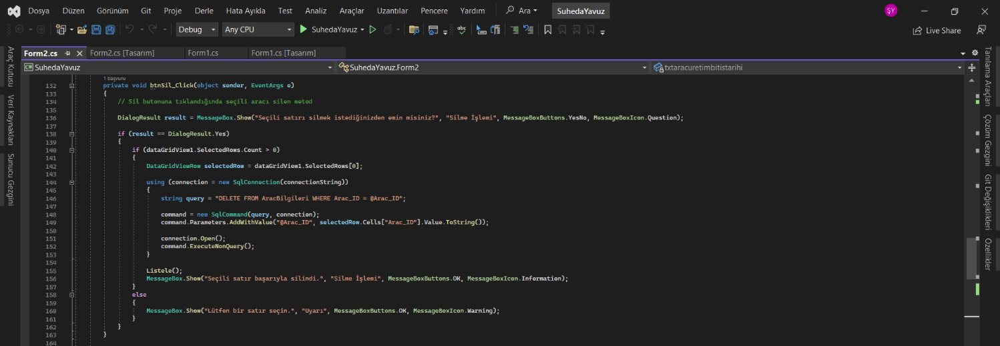 Dosya Düzen Görünüm Git Proje Derle Hata Ayıkla Test Analiz Araçlar Uzantılar Pencere Yardım Ara SuhedaYavuz ŞY
Debug Any CPU SuhedaYavuz abc Live Share
Form2.cs Form2.cs [Tasarım] Form1.cs Form1.cs [Tasarım]
C# SuhedaYavuz SuhedaYavuz.Form2 txtaracuretimbitistarihi
Araç Kutusu
Veri Kaynakları
Sunucu Gezgini
1 başvuru
132 private void btnSil_Click(object sender, EventArgs e)
133 {
134 // Sil butonuna tıklandığında seçili aracı silen metod
135
136 DialogResult result = MessageBox.Show("Seçili satırı silmek istediğinizden emin misiniz?", "Silme İşlemi", MessageBoxButtons.YesNo, MessageBoxIcon.Question);
137
138 if (result == DialogResult.Yes)
139 {
140 if (dataGridView1.SelectedRows.Count > 0)
141 {
142 DataGridViewRow selectedRow = dataGridView1.SelectedRows[0];
143
144 using (connection = new SqlConnection(connectionString))
145 {
146 string query = "DELETE FROM AracBilgileri WHERE Arac_ID = @Arac_ID";
147
148 command = new SqlCommand(query, connection);
149 command.Parameters.AddWithValue("@Arac_ID", selectedRow.Cells["Arac_ID"].Value.ToString());
150
151 connection.Open();
152 command.ExecuteNonQuery();
153 }
154
155 Listele();
156 MessageBox.Show("Seçili satır başarıyla silindi.", "Silme İşlemi", MessageBoxButtons.OK, MessageBoxIcon.Information);
157 }
158 else
159 {
160 MessageBox.Show("Lütfen bir satır seçin.", "Uyarı", MessageBoxButtons.OK, MessageBoxIcon.Warning);
161 }
162 }
163 }
164
Tanılama Araçları
Çözüm Gezgini
Git Değişiklikleri
Özellikler